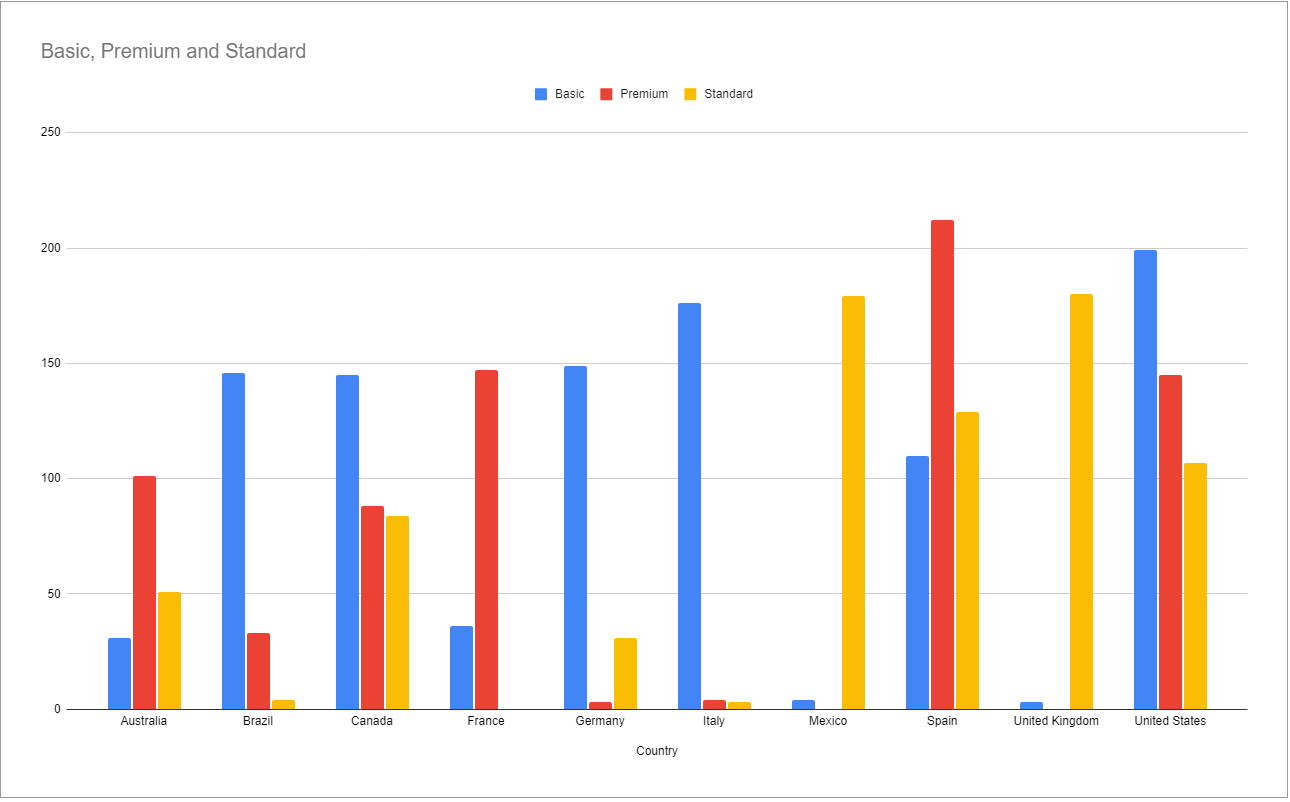 Basic, Premium and Standard
Basic Premium Standard
250
200
150
100
50
0
Australia Brazil Canada France Germany Italy Mexico Spain United Kingdom United States
Country